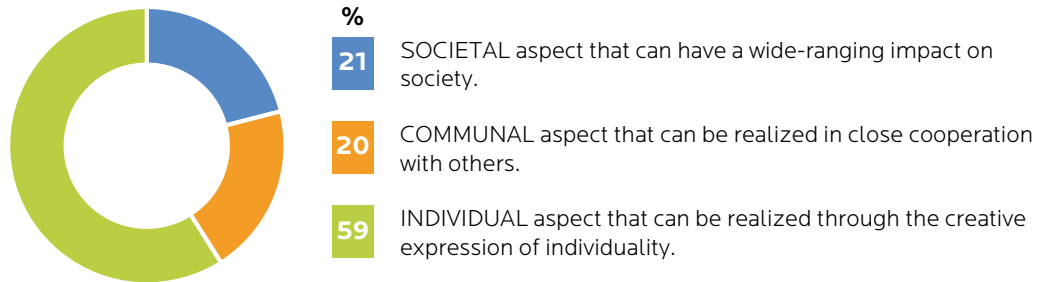 %
21
SOCIETAL aspect that can have a wide-ranging impact on
society.
20
COMMUNAL aspect that can be realized in close cooperation
with others.
59
INDIVIDUAL aspect that can be realized through the creative
expression of individuality.